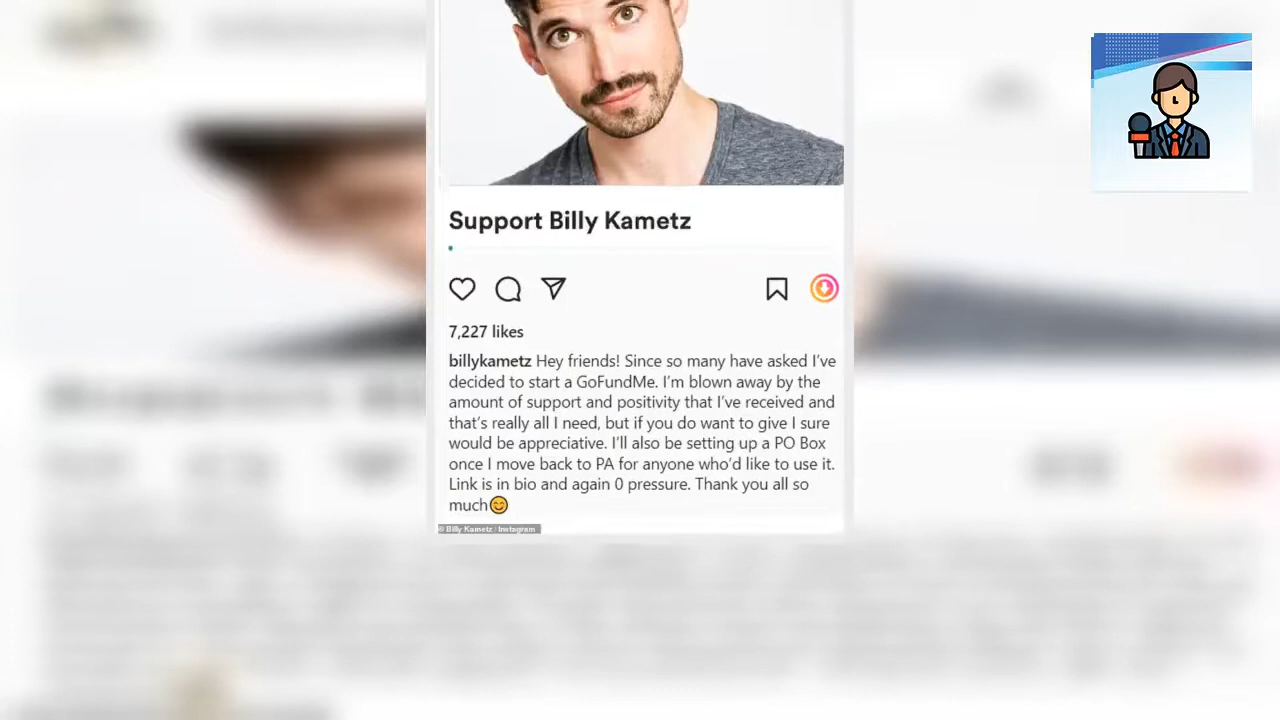 Support Billy Kametz
7,227 likes
billykametz Hey friends! Since so many have asked I've
decided to start a GoFundMe. I'm blown away by the
amount of support and positivity that I've received and
that's really all I need, but if you do want to give I sure
would be appreciative. I'll also be setting up a PO Box
once I move back to PA for anyone who'd like to use it.
Link is in bio and again 0 pressure. Thank you all so
much😊
© Billy Kametz / Instagram